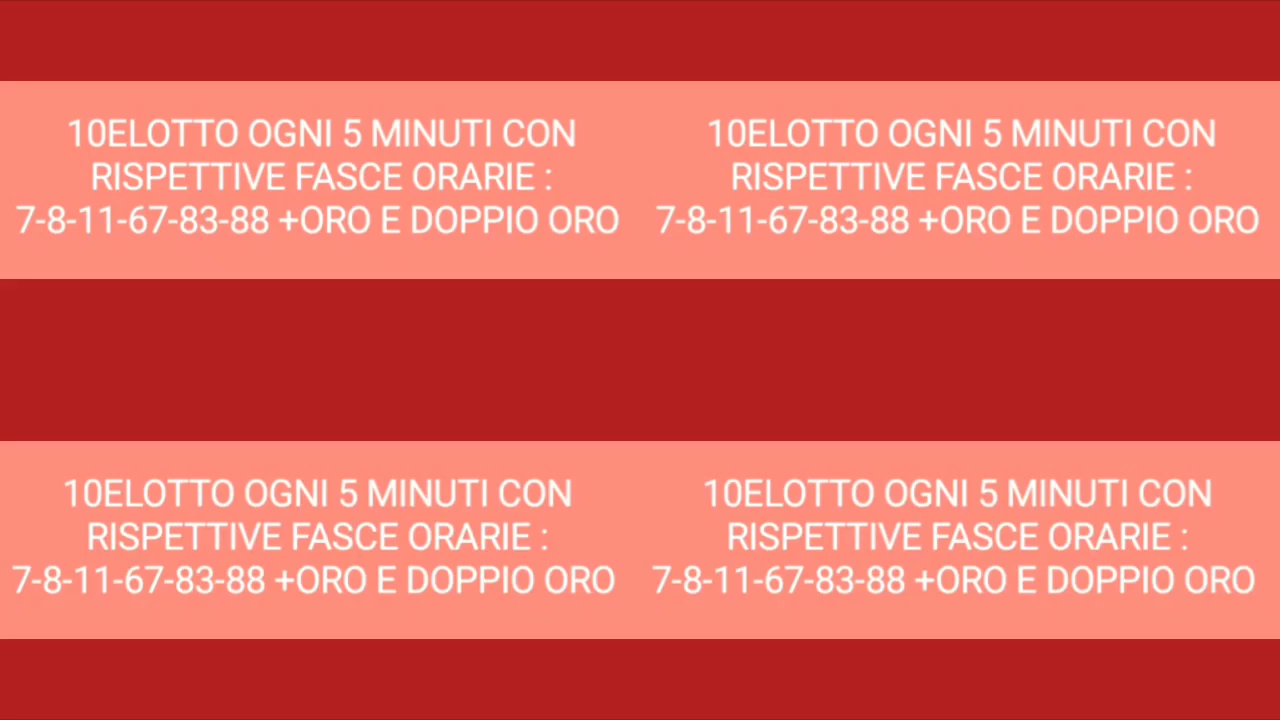 10ELOTTO OGNI 5 MINUTI CON
RISPETTIVE FASCE ORARIE :
7-8-11-67-83-88 +ORO E DOPPIO ORO
10ELOTTO OGNI 5 MINUTI CON
RISPETTIVE FASCE ORARIE :
7-8-11-67-83-88 +ORO E DOPPIO ORO
10ELOTTO OGNI 5 MINUTI CON
RISPETTIVE FASCE ORARIE :
7-8-11-67-83-88 +ORO E DOPPIO ORO
10ELOTTO OGNI 5 MINUTI CON
RISPETTIVE FASCE ORARIE :
7-8-11-67-83-88 +ORO E DOPPIO ORO